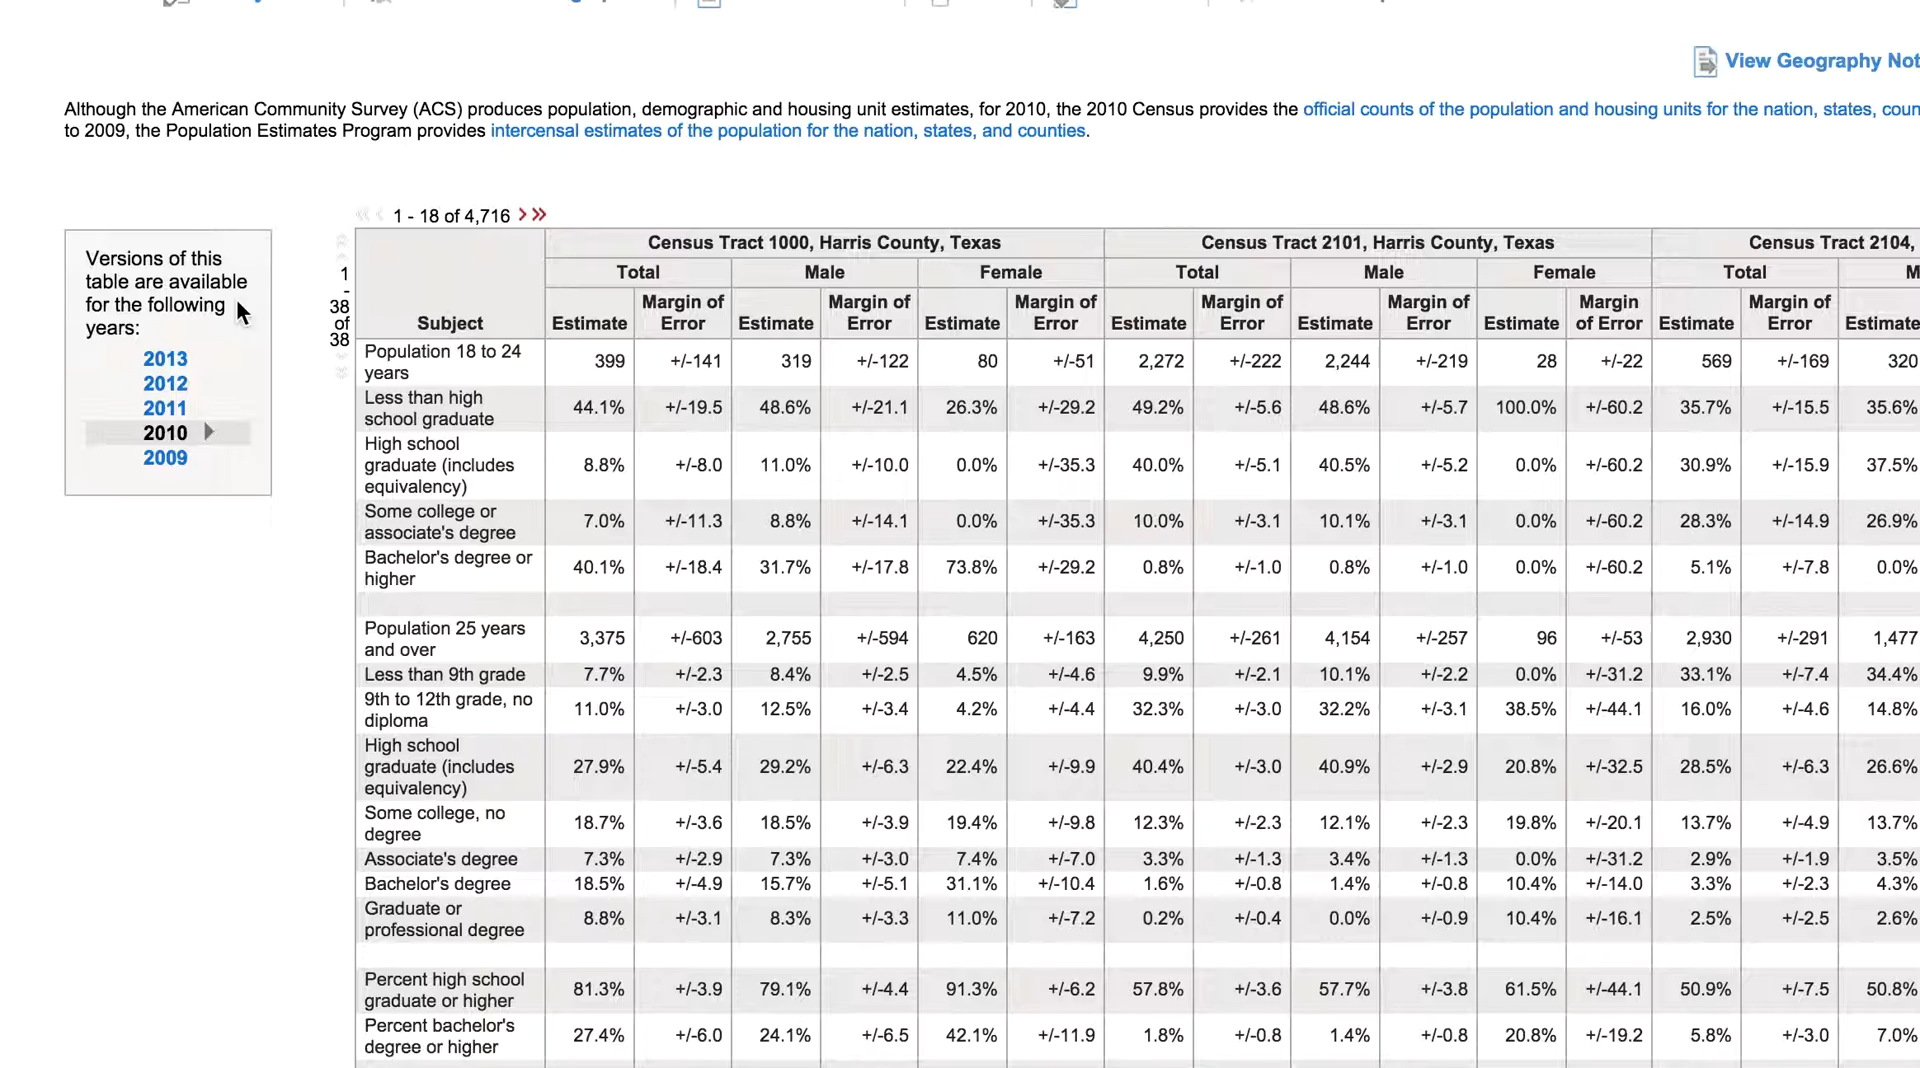 View Geography Not
Although the American Community Survey (ACS) produces population, demographic and housing unit estimates, for 2010, the 2010 Census provides the official counts of the population and housing units for the nation, states, coun
to 2009, the Population Estimates Program provides intercensal estimates of the population for the nation, states, and counties.
Versions of this
table are available
for the following
years:
2013
2012
2011
2010
2009
1 - 18 of 4,716
1
-
38
of
38
Census Tract 1000, Harris County, Texas Census Tract 2101, Harris County, Texas Census Tract 2104,
Total Male Female Total Male Female Total M
Subject Estimate Margin of Error Estimate Margin of Error Estimate Margin of Error Estimate Margin of Error Estimate Margin of Error Estimate Margin of Error Estimate Margin of Error Estimate
Population 18 to 24 years 399 +/-141 319 +/-122 80 +/-51 2,272 +/-222 2,244 +/-219 28 +/-22 569 +/-169 320
Less than high school graduate 44.1% +/-19.5 48.6% +/-21.1 26.3% +/-29.2 49.2% +/-5.6 48.6% +/-5.7 100.0% +/-60.2 35.7% +/-15.5 35.6%
High school graduate (includes equivalency) 8.8% +/-8.0 11.0% +/-10.0 0.0% +/-35.3 40.0% +/-5.1 40.5% +/-5.2 0.0% +/-60.2 30.9% +/-15.9 37.5%
Some college or associate's degree 7.0% +/-11.3 8.8% +/-14.1 0.0% +/-35.3 10.0% +/-3.1 10.1% +/-3.1 0.0% +/-60.2 28.3% +/-14.9 26.9%
Bachelor's degree or higher 40.1% +/-18.4 31.7% +/-17.8 73.8% +/-29.2 0.8% +/-1.0 0.8% +/-1.0 0.0% +/-60.2 5.1% +/-7.8 0.0%
Population 25 years and over 3,375 +/-603 2,755 +/-594 620 +/-163 4,250 +/-261 4,154 +/-257 96 +/-53 2,930 +/-291 1,477
Less than 9th grade 7.7% +/-2.3 8.4% +/-2.5 4.5% +/-4.6 9.9% +/-2.1 10.1% +/-2.2 0.0% +/-31.2 33.1% +/-7.4 34.4%
9th to 12th grade, no diploma 11.0% +/-3.0 12.5% +/-3.4 4.2% +/-4.4 32.3% +/-3.0 32.2% +/-3.1 38.5% +/-44.1 16.0% +/-4.6 14.8%
High school graduate (includes equivalency) 27.9% +/-5.4 29.2% +/-6.3 22.4% +/-9.9 40.4% +/-3.0 40.9% +/-2.9 20.8% +/-32.5 28.5% +/-6.3 26.6%
Some college, no degree 18.7% +/-3.6 18.5% +/-3.9 19.4% +/-9.8 12.3% +/-2.3 12.1% +/-2.3 19.8% +/-20.1 13.7% +/-4.9 13.7%
Associate's degree 7.3% +/-2.9 7.3% +/-3.0 7.4% +/-7.0 3.3% +/-1.3 3.4% +/-1.3 0.0% +/-31.2 2.9% +/-1.9 3.5%
Bachelor's degree 18.5% +/-4.9 15.7% +/-5.1 31.1% +/-10.4 1.6% +/-0.8 1.4% +/-0.8 10.4% +/-14.0 3.3% +/-2.3 4.3%
Graduate or professional degree 8.8% +/-3.1 8.3% +/-3.3 11.0% +/-7.2 0.2% +/-0.4 0.0% +/-0.9 10.4% +/-16.1 2.5% +/-2.5 2.6%
Percent high school graduate or higher 81.3% +/-3.9 79.1% +/-4.4 91.3% +/-6.2 57.8% +/-3.6 57.7% +/-3.8 61.5% +/-44.1 50.9% +/-7.5 50.8%
Percent bachelor's degree or higher 27.4% +/-6.0 24.1% +/-6.5 42.1% +/-11.9 1.8% +/-0.8 1.4% +/-0.8 20.8% +/-19.2 5.8% +/-3.0 7.0%